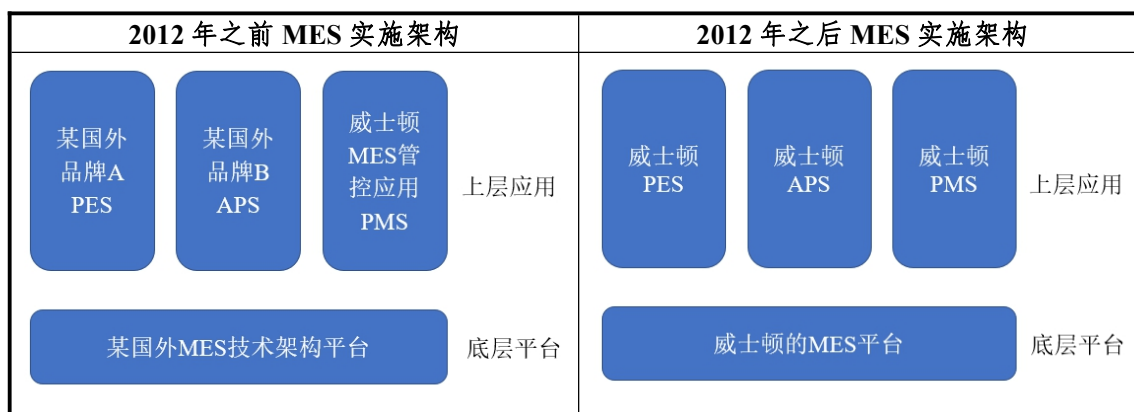 2012 年之前 MES 实施架构
某国外
品牌A
PES
某国外
品牌B
APS
威士顿
MES管
控应用
PMS
上层应用
某国外MES技术架构平台
底层平台
2012 年之后 MES 实施架构
威士顿
PES
威士顿
APS
威士顿
PMS
上层应用
威士顿的MES平台
底层平台